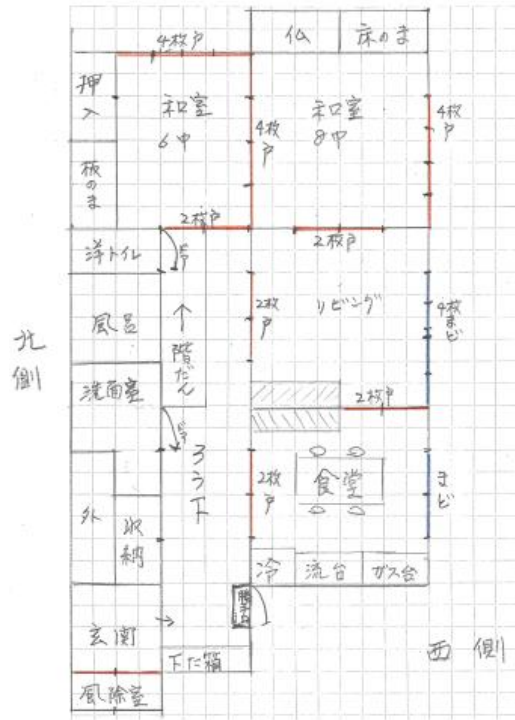 4枚戸
仏
床のま
押入
和室
6中
4枚戸
和室
8中
4枚戸
板のま
2枚戸
2枚戸
洋トイレ
戸
風呂
↑
階だん
2枚戸
リビング
4枚まど
北側
洗面室
戸
2枚戸
ろう下
2枚戸
食堂
まど
外
収納
冷
流台
ガス台
勝手口
玄関
→
下た箱
西側
風除室